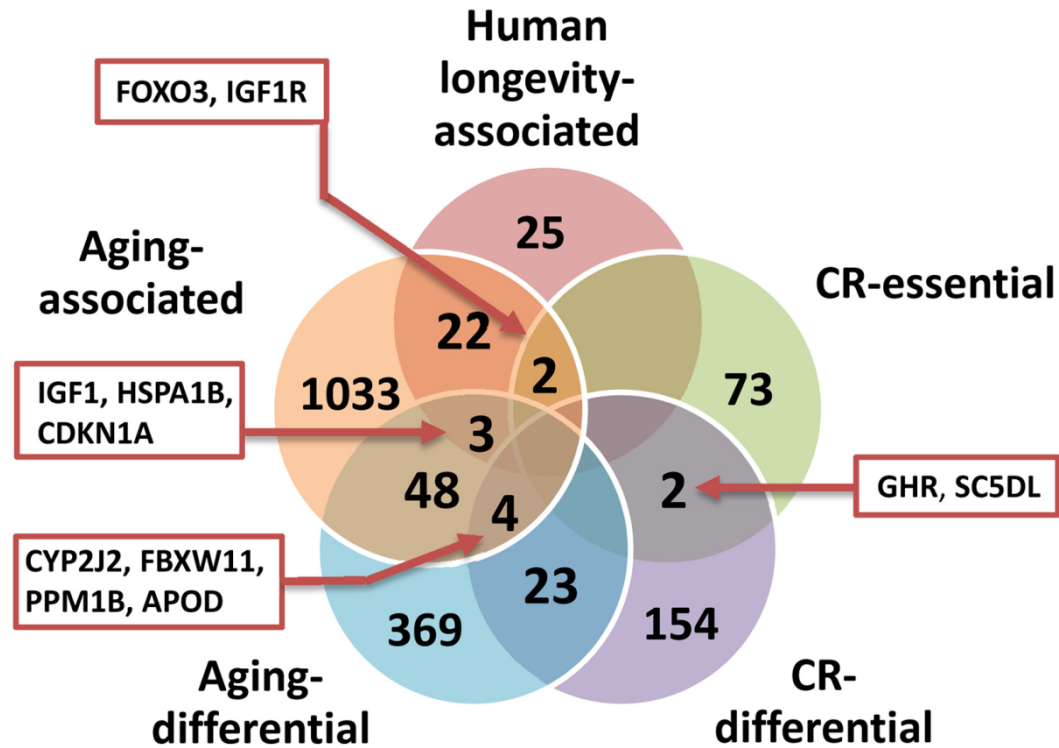 Human
longevity-
associated
FOXO3, IGF1R
25
Aging-
associated
CR-essential
22
2
1033
73
IGF1, HSPA1B,
CDKN1A
3
48
2
GHR, SC5DL
4
CYP2J2, FBXW11,
PPM1B, APOD
23
369
154
Aging-
differential
CR-
differential